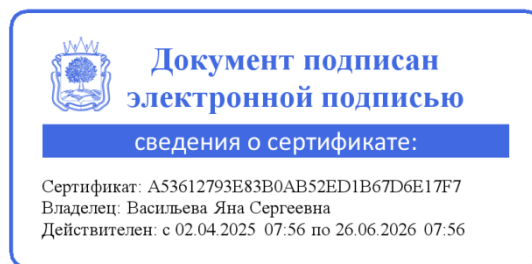 Документ подписан
электронной подписью
сведения о сертификате:
Сертификат: A53612793E83B0AB52ED1B67D6E17F7
Владелец: Васильева Яна Сергеевна
Действителен: с 02.04.2025 07:56 по 26.06.2026 07:56